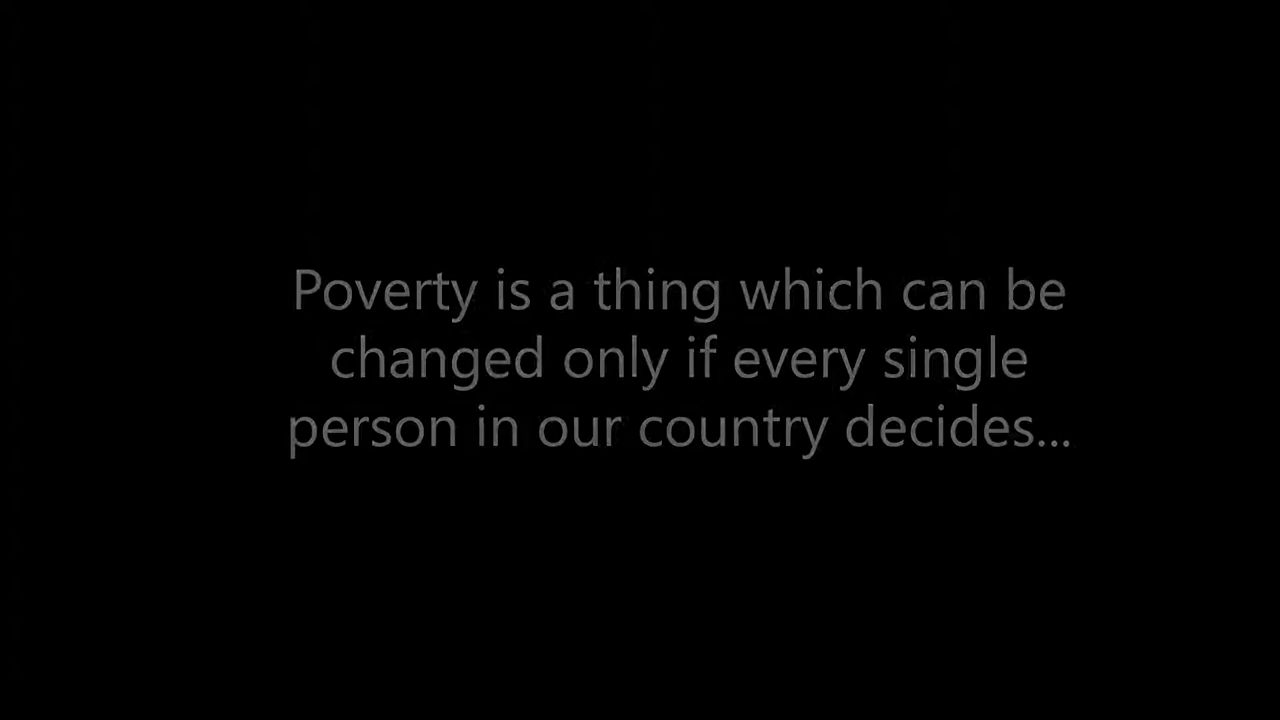 Poverty is a thing which can be
changed only if every single
person in our country decides...